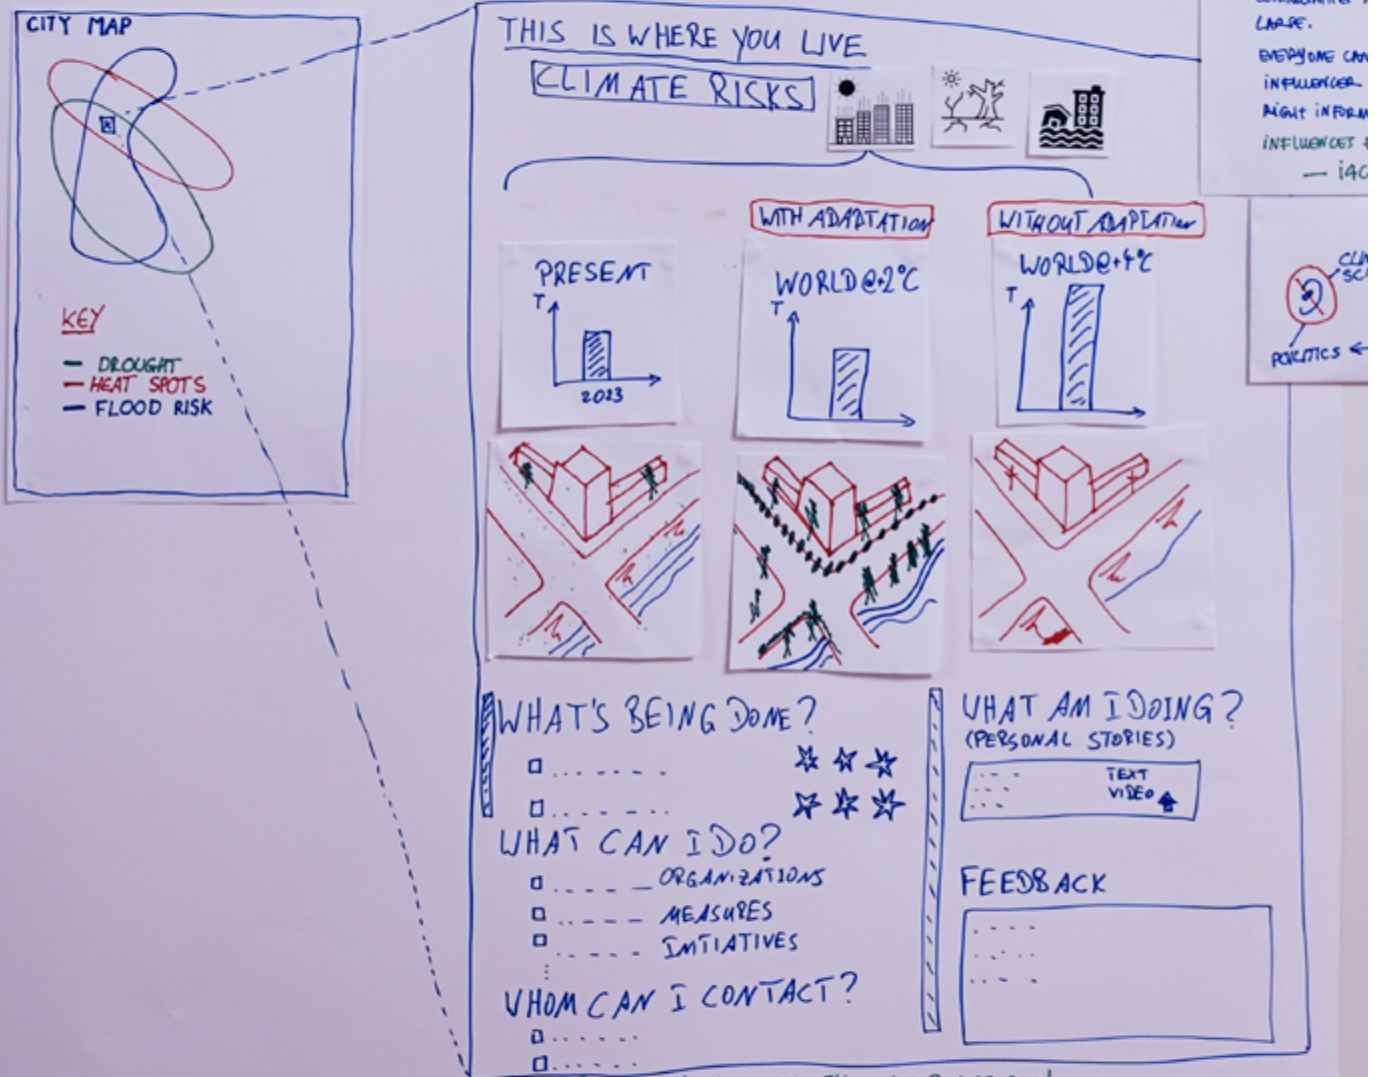 CITY MAP
KEY
DROUGHT
HEAT SPOTS
FLOOD RISK
THIS IS WHERE YOU LIVE
CLIMATE RISKS
PRESENT
T
2023
WITH ADAPTATION
WORLD@+2°C
T
WITHOUT ADAPTATION
WORLD@+4°C
T
WHAT'S BEING DONE?
WHAT CAN I DO?
ORGANIZATIONS
MEASURES
INITIATIVES
WHOM CAN I CONTACT?
WHAT AM I DOING?
(PERSONAL STORIES)
TEXT
VIDEO
FEEDBACK
LARGE.
EVERYONE CAN
INFLUENCER
RIGHT INFORM
INFLUENCES
— i4C
POLITICS